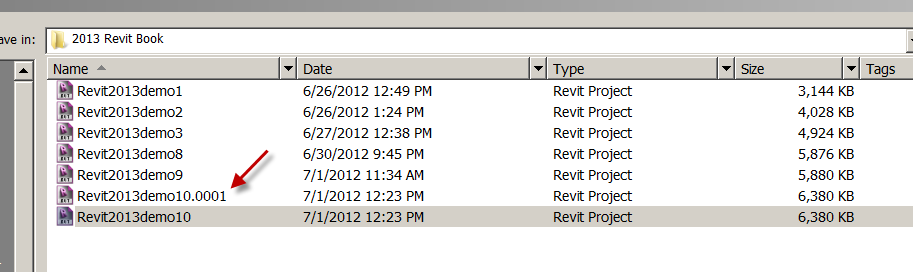 ave in: 2013 Revit Book
Name Date Type Size Tags
Revit2013demo1 6/26/2012 12:49 PM Revit Project 3,144 KB
Revit2013demo2 6/26/2012 1:24 PM Revit Project 4,028 KB
Revit2013demo3 6/27/2012 12:38 PM Revit Project 4,924 KB
Revit2013demo8 6/30/2012 9:45 PM Revit Project 5,876 KB
Revit2013demo9 7/1/2012 11:34 AM Revit Project 5,880 KB
Revit2013demo10.0001 7/1/2012 12:23 PM Revit Project 6,380 KB
Revit2013demo10 7/1/2012 12:23 PM Revit Project 6,380 KB